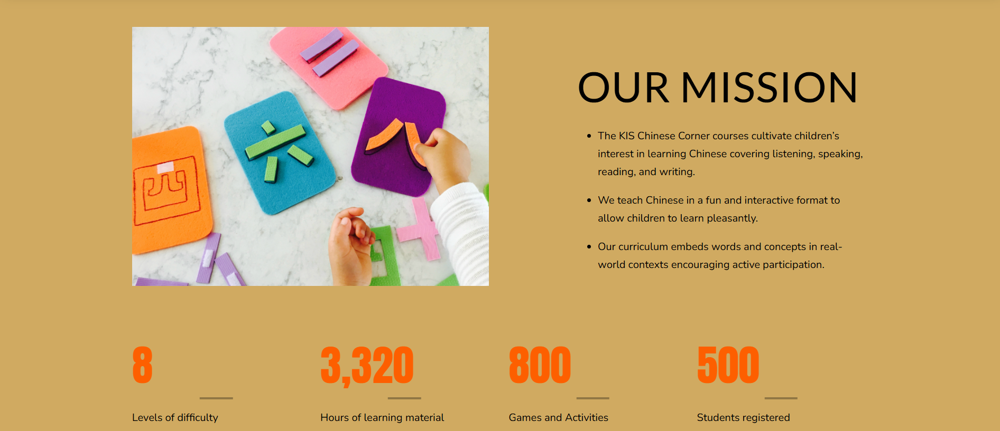 二
六
八
四
十
OUR MISSION
• The KIS Chinese Corner courses cultivate children’s
interest in learning Chinese covering listening, speaking,
reading, and writing.
• We teach Chinese in a fun and interactive format to
allow children to learn pleasantly.
• Our curriculum embeds words and concepts in real-
world contexts encouraging active participation.
8
3,320
800
500
Levels of difficulty
Hours of learning material
Games and Activities
Students registered